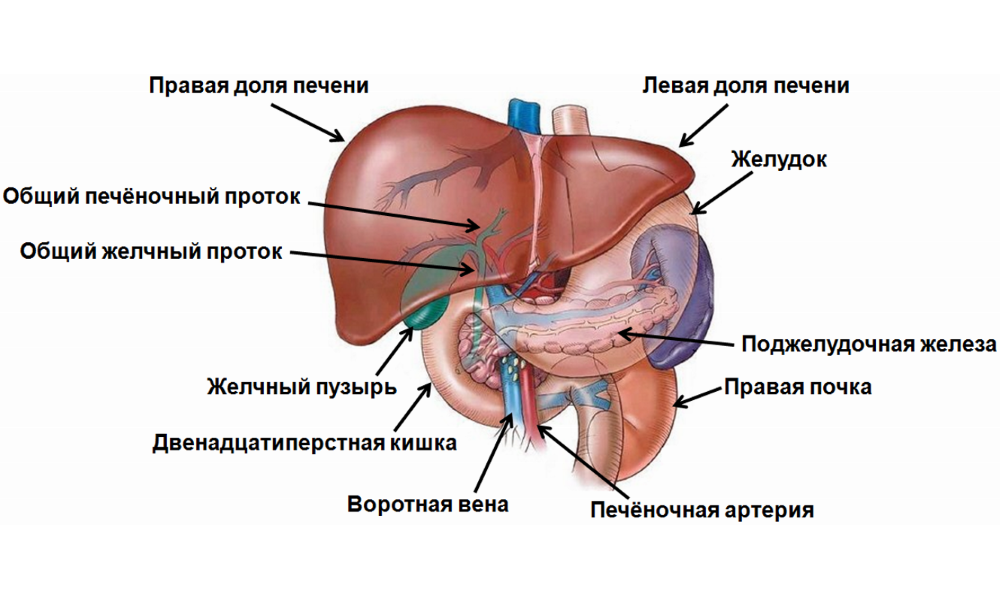 Правая доля печени
Левая доля печени
Желудок
Общий печёночный проток
Общий желчный проток
Поджелудочная железа
Желчный пузырь
Правая почка
Двенадцатиперстная кишка
Воротная вена
Печёночная артерия